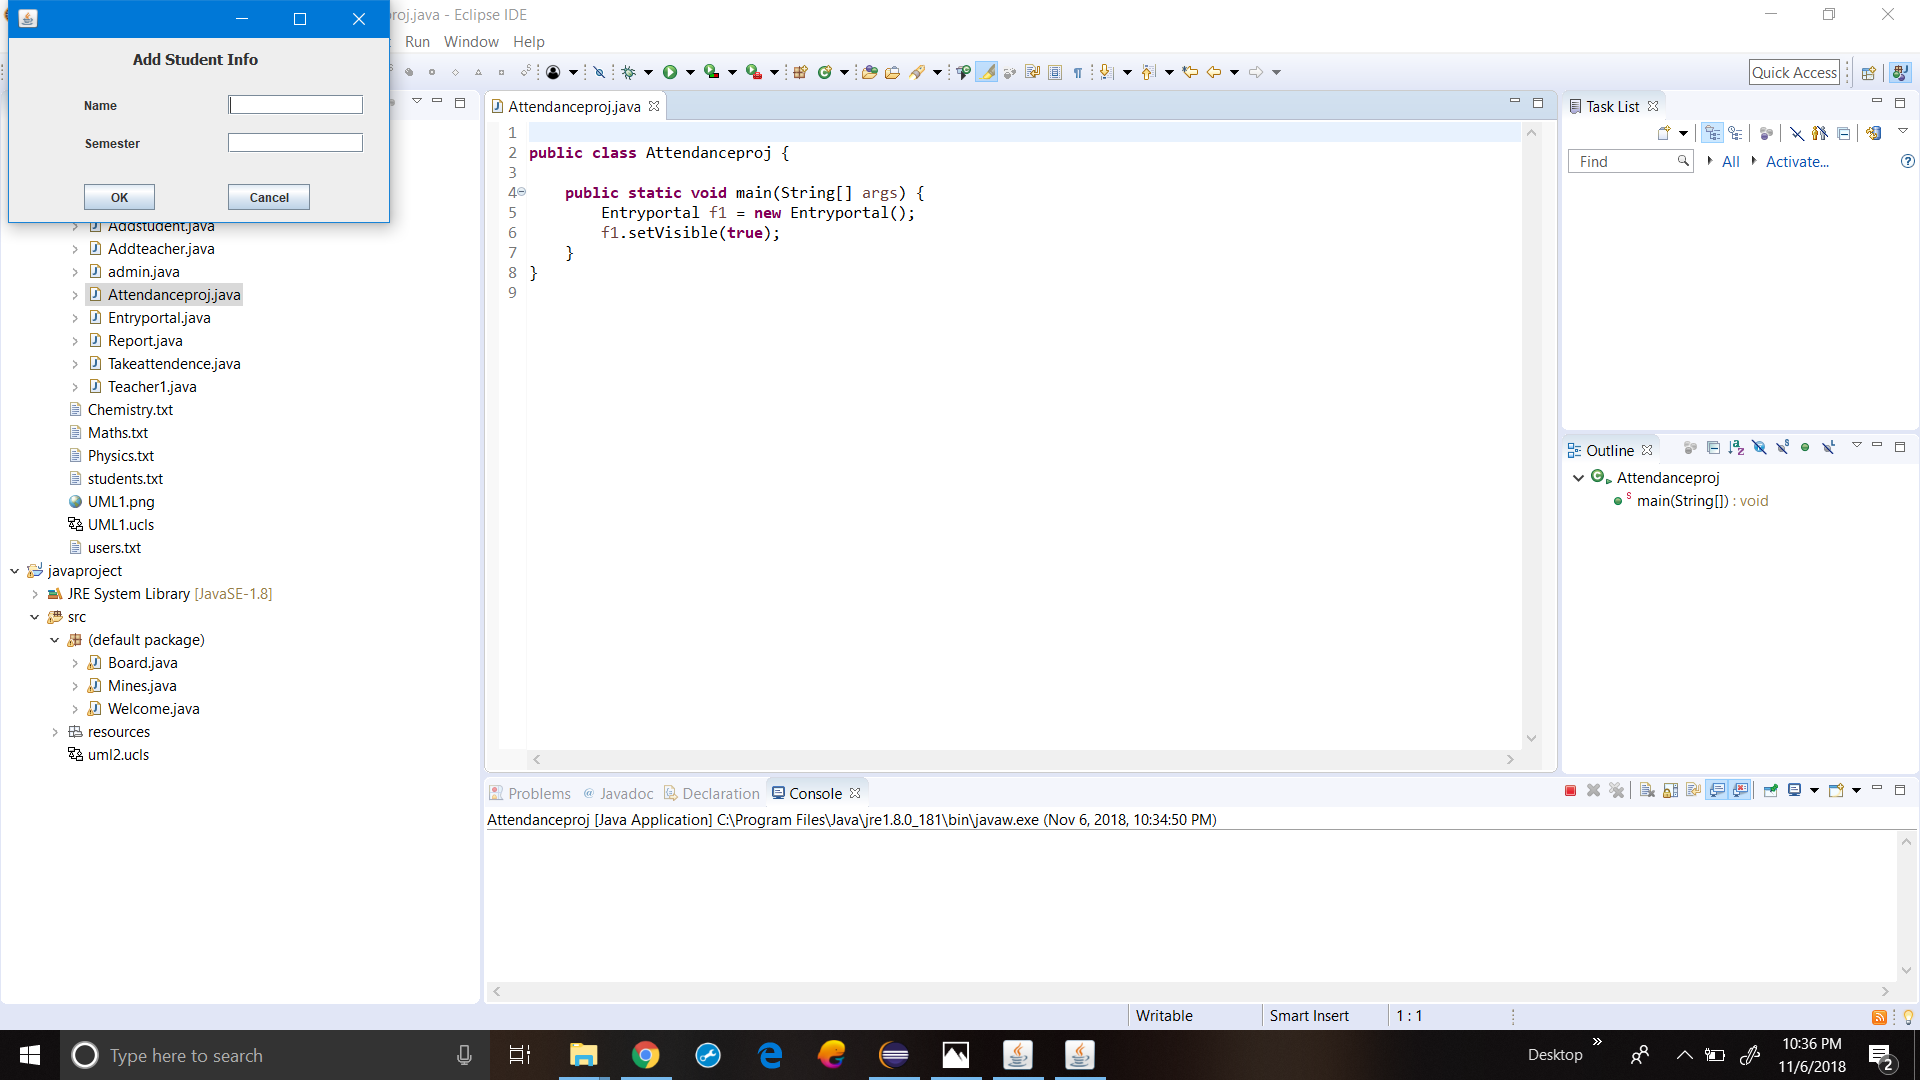 roj.java - Eclipse IDE
Run Window Help
Quick Access
Add Student Info
Name
Semester
OK Cancel
Addstudent.java
Addteacher.java
admin.java
Attendanceproj.java
Entryportal.java
Report.java
Takeattendence.java
Teacher1.java
Chemistry.txt
Maths.txt
Physics.txt
students.txt
UML1.png
UML1.ucls
users.txt
javaproject
JRE System Library [JavaSE-1.8]
src
(default package)
Board.java
Mines.java
Welcome.java
resources
uml2.ucls
Attendanceproj.java
1
2 public class Attendanceproj {
3
4 public static void main(String[] args) {
5 Entryportal f1 = new Entryportal();
6 f1.setVisible(true);
7 }
8 }
9
Task List
Find All Activate...
Outline
Attendanceproj
main(String[]) : void
Problems @ Javadoc Declaration Console
Attendanceproj [Java Application] C:\Program Files\Java\jre1.8.0_181\bin\javaw.exe (Nov 6, 2018, 10:34:50 PM)
Writable Smart Insert 1 : 1
Type here to search
Desktop
10:36 PM
11/6/2018
2